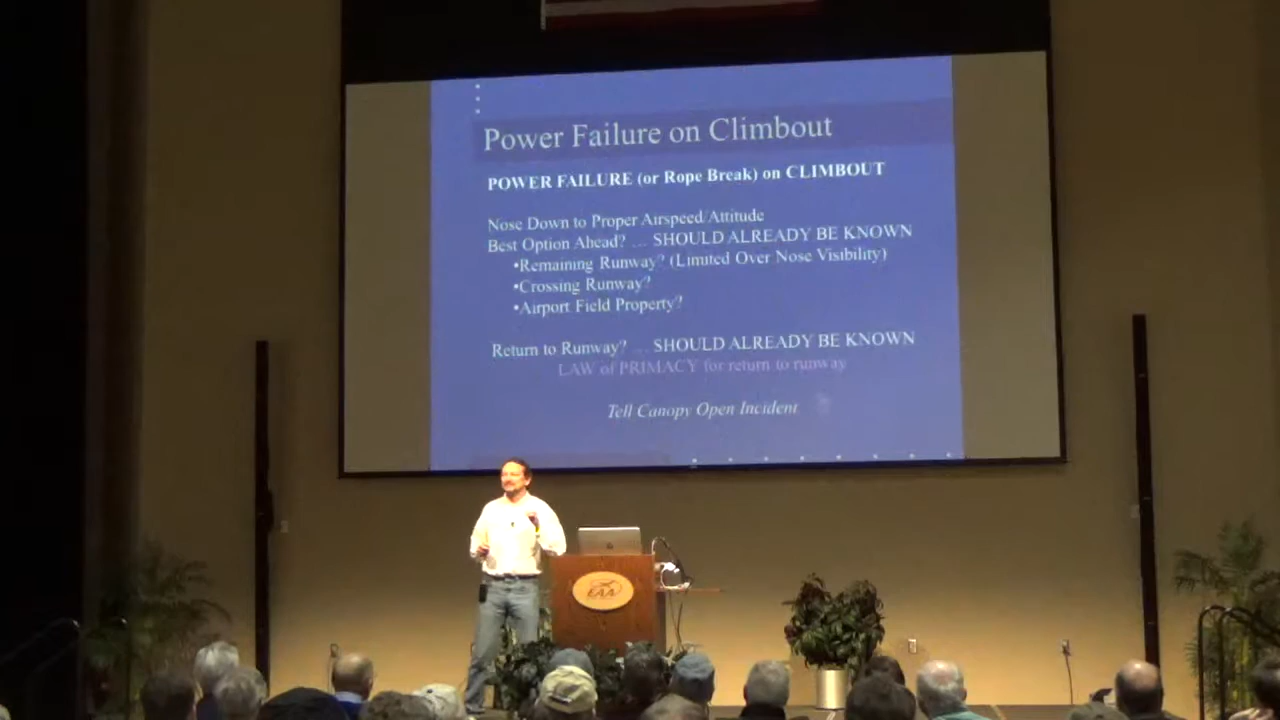 Power Failure on Climbout
POWER FAILURE (or Rope Break) on CLIMBOUT
Nose Down to Proper Airspeed/Attitude
Best Option Ahead? ... SHOULD ALREADY BE KNOWN
•Remaining Runway? (Limited Over Nose Visibility)
•Crossing Runway?
•Airport Field Property?
Return to Runway? ... SHOULD ALREADY BE KNOWN
LAW of PRIMACY for return to runway
Tell Canopy Open Incident
EAA